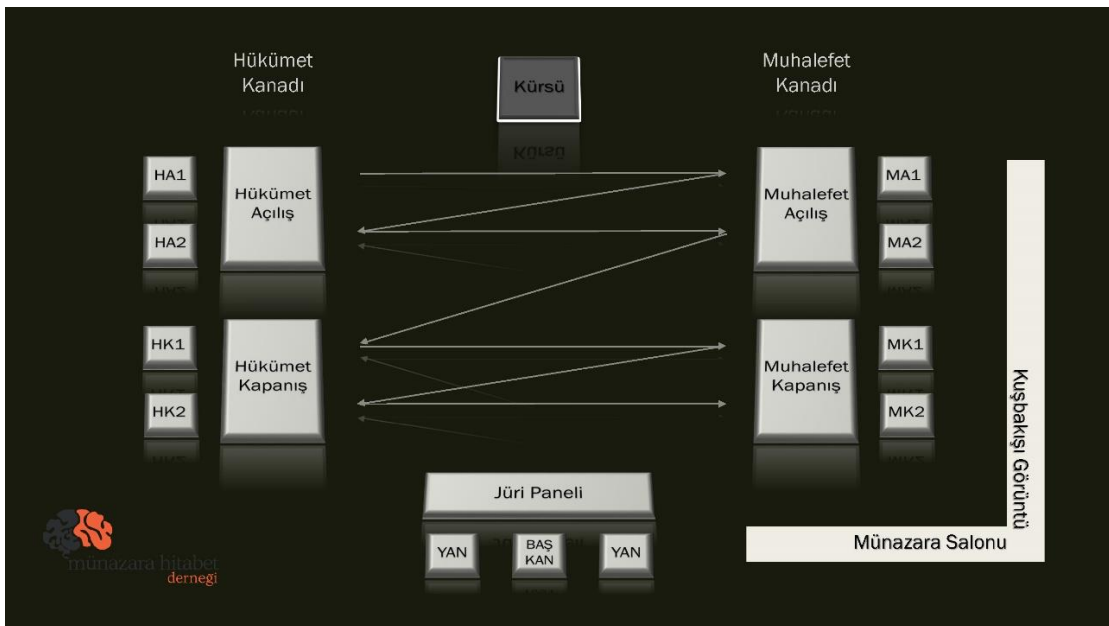 Hükümet
Kanadı
Kürsü
Muhalefet
Kanadı
HA1
HA2
Hükümet
Açılış
Muhalefet
Açılış
MA1
MA2
HK1
HK2
Hükümet
Kapanış
Muhalefet
Kapanış
MK1
MK2
Jüri Paneli
YAN
BAŞ
KAN
YAN
Kuşbakışı Görüntü
Münazara Salonu
münazara hitabet
derneği